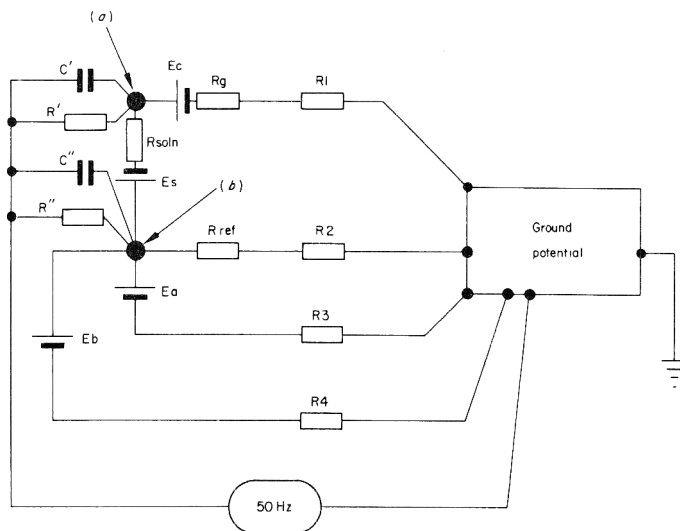 (a)
C'
Ec
Rg
R1
R'
Rsoln
C"
Es
(b)
R"
R ref
R2
Ground
potential
Ea
R3
Eb
R4
50 Hz